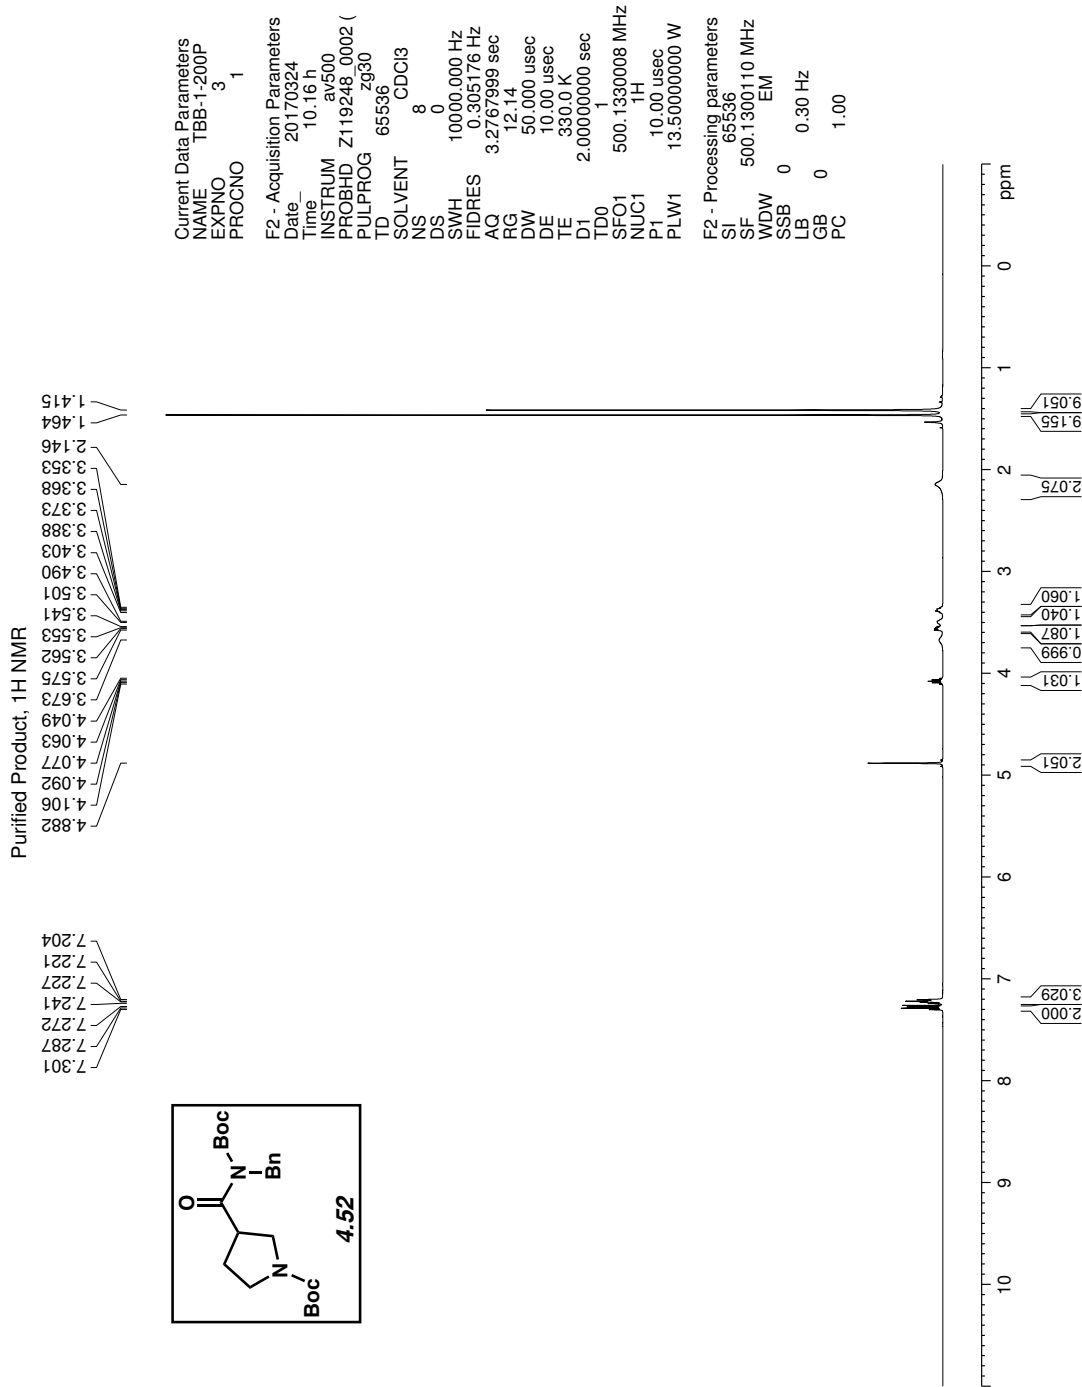 Purified Product, 1H NMR
7.301
7.287
7.272
7.241
7.227
7.221
7.204
4.882
4.106
4.092
4.077
4.063
4.049
3.673
3.575
3.562
3.553
3.541
3.501
3.490
3.403
3.388
3.373
3.368
3.353
2.146
1.464
1.415
Current Data Parameters
NAME TBB-1-200P
EXPNO 3
PROCNO 1
F2 - Acquisition Parameters
Date_ 20170324
Time 10.16 h
INSTRUM av500
PROBHD Z119248_0002 (
PULPROG zg30
TD 65536
SOLVENT CDCl3
NS 8
DS 0
SWH 10000.000 Hz
FIDRES 0.305176 Hz
AQ 3.2767999 sec
RG 12.14
DW 50.000 usec
DE 10.00 usec
TE 330.0 K
D1 2.00000000 sec
TD0 1
SFO1 500.1330008 MHz
NUC1 1H
P1 10.00 usec
PLW1 13.50000000 W
F2 - Processing parameters
SI 65536
SF 500.1300110 MHz
WDW EM
SSB 0
LB 0.30 Hz
GB 0
PC 1.00
O
N
Boc
Bn
N
Boc
4.52
10 9 8 7 6 5 4 3 2 1 0 ppm
2.000
3.029
2.051
1.031
0.999
1.087
1.040
1.060
2.075
9.155
9.051